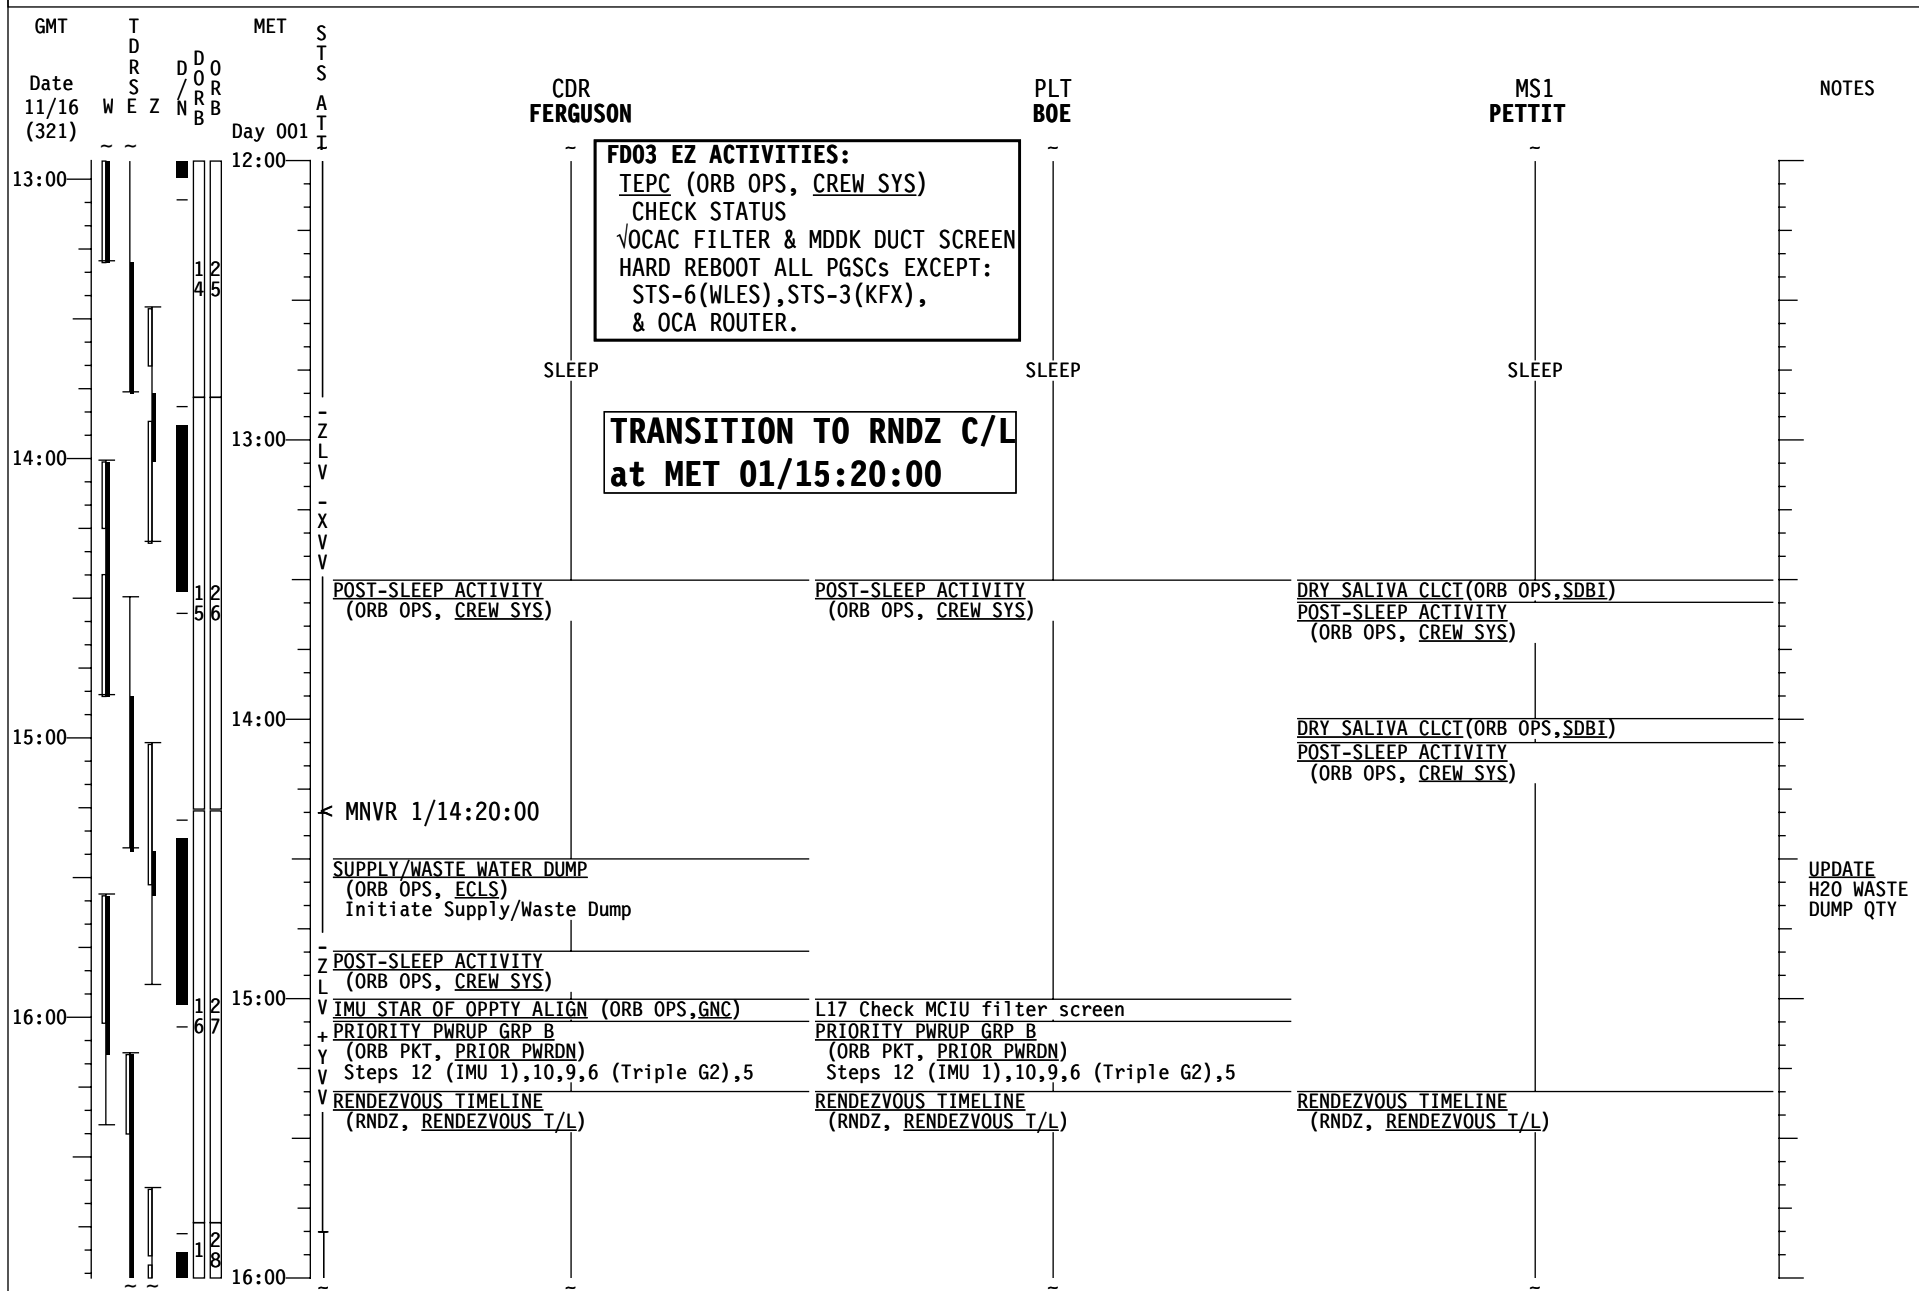 GMT
Date
11/16
(321)
TDRS
W E Z
D/N
DORB
ORB
MET
Day 001
STS ATT
CDR
FERGUSON
PLT
BOE
MS1
PETTIT
NOTES
12:00
13:00
FD03 EZ ACTIVITIES:
TEPC (ORB OPS, CREW SYS)
CHECK STATUS
√OCAC FILTER & MDDK DUCT SCREEN
HARD REBOOT ALL PGSCs EXCEPT:
STS-6(WLES),STS-3(KFX),
& OCA ROUTER.
14 25
SLEEP SLEEP SLEEP
TRANSITION TO RNDZ C/L
at MET 01/15:20:00
13:00
14:00
-ZLV -XVV
15 26
POST-SLEEP ACTIVITY
(ORB OPS, CREW SYS)
POST-SLEEP ACTIVITY
(ORB OPS, CREW SYS)
DRY SALIVA CLCT(ORB OPS,SDBI)
POST-SLEEP ACTIVITY
(ORB OPS, CREW SYS)
14:00
15:00
DRY SALIVA CLCT(ORB OPS,SDBI)
POST-SLEEP ACTIVITY
(ORB OPS, CREW SYS)
< MNVR 1/14:20:00
SUPPLY/WASTE WATER DUMP
(ORB OPS, ECLS)
Initiate Supply/Waste Dump
UPDATE
H2O WASTE
DUMP QTY
-ZLV +YVV
POST-SLEEP ACTIVITY
(ORB OPS, CREW SYS)
15:00
16:00
16 27
IMU STAR OF OPPTY ALIGN (ORB OPS,GNC)
L17 Check MCIU filter screen
PRIORITY PWRUP GRP B
(ORB PKT, PRIOR PWRDN)
Steps 12 (IMU 1),10,9,6 (Triple G2),5
PRIORITY PWRUP GRP B
(ORB PKT, PRIOR PWRDN)
Steps 12 (IMU 1),10,9,6 (Triple G2),5
RENDEZVOUS TIMELINE
(RNDZ, RENDEZVOUS T/L)
RENDEZVOUS TIMELINE
(RNDZ, RENDEZVOUS T/L)
RENDEZVOUS TIMELINE
(RNDZ, RENDEZVOUS T/L)
1 28
16:00